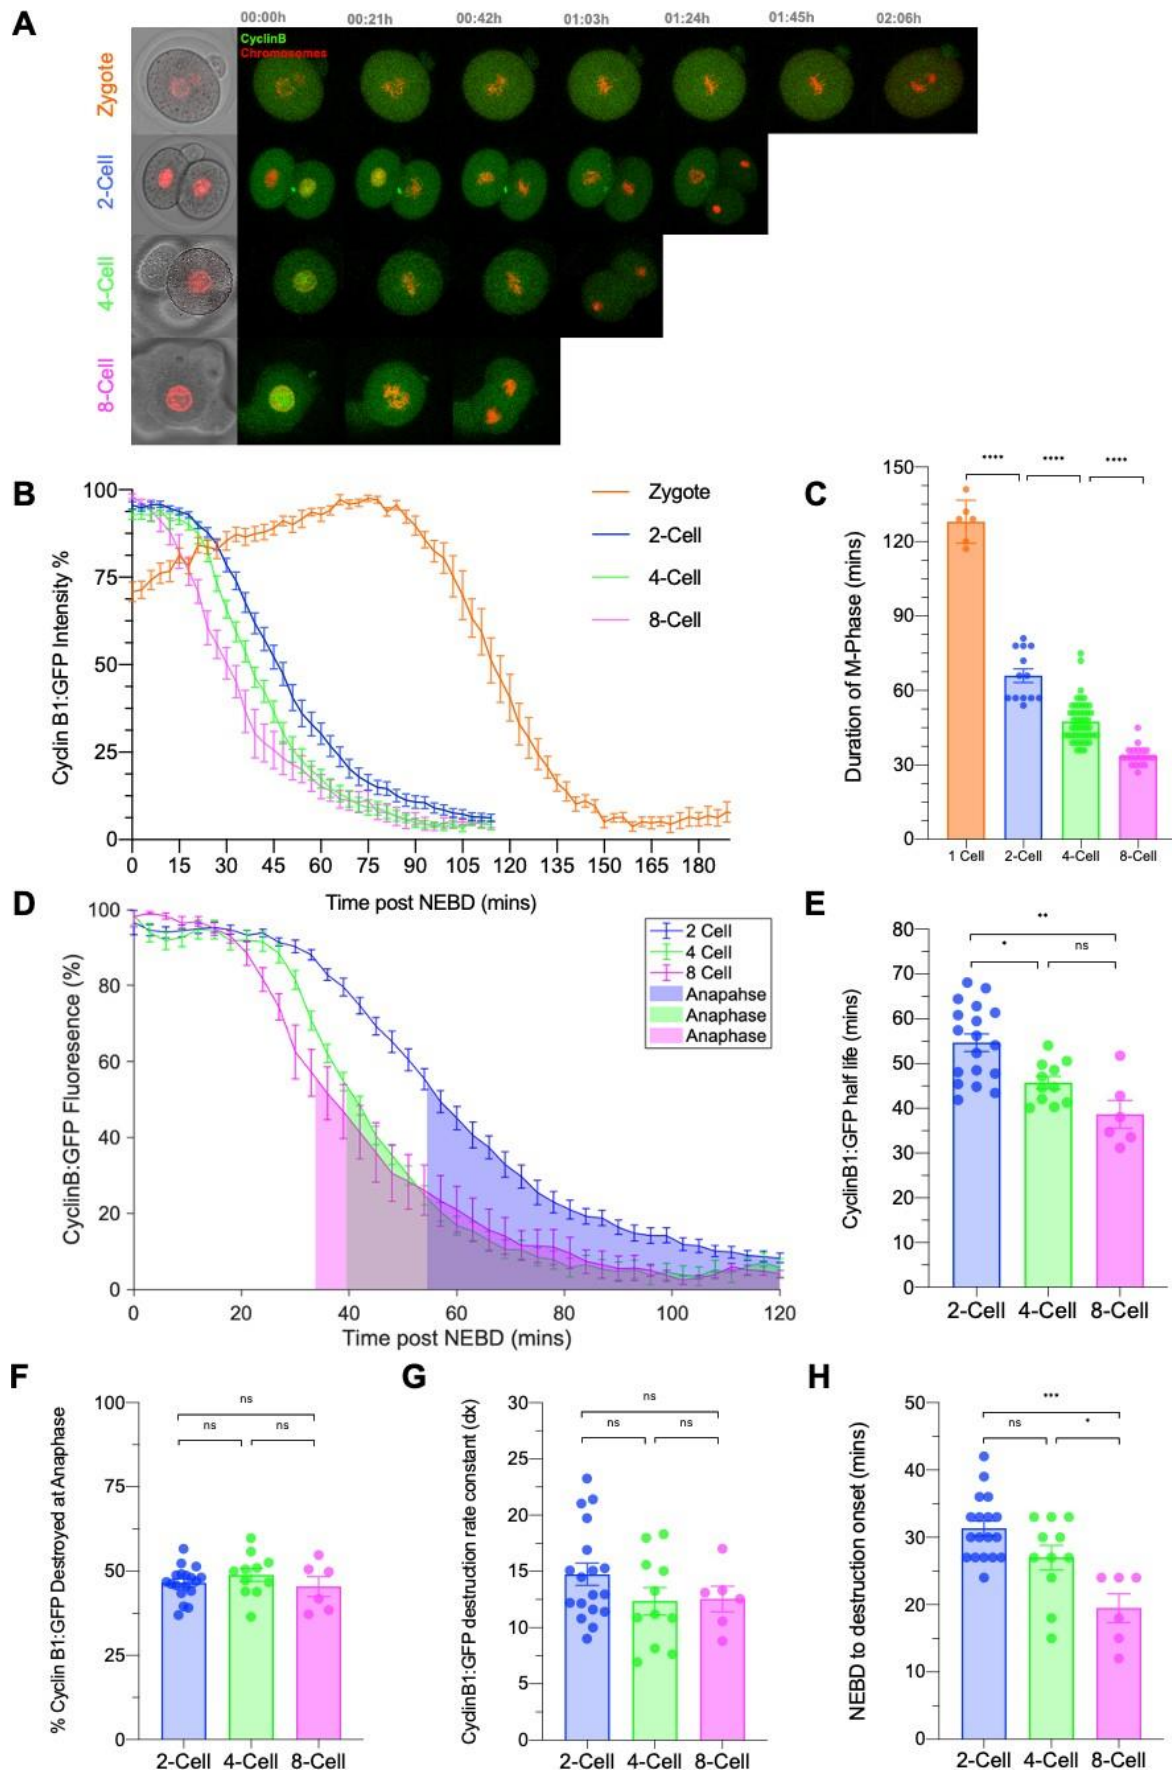 A
00:00h 00:21h 00:42h 01:03h 01:24h 01:45h 02:06h
CyclinB
Chromosomes
Zygote
2-Cell
4-Cell
8-Cell
B
Cyclin B1:GFP Intensity %
100
75
50
25
0
0 15 30 45 60 75 90 105 120 135 150 165 180
Time post NEBD (mins)
Zygote
2-Cell
4-Cell
8-Cell
C
Duration of M-Phase (mins)
150
120
90
60
30
0
**** **** ****
1 Cell 2-Cell 4-Cell 8-Cell
D
CyclinB:GFP Fluoresence (%)
100
80
60
40
20
0
0 20 40 60 80 100 120
Time post NEBD (mins)
2 Cell
4 Cell
8 Cell
Anapahse
Anaphase
Anaphase
E
CyclinB1:GFP half life (mins)
80
70
60
50
40
30
20
10
0
**
* ns
2-Cell 4-Cell 8-Cell
F
% Cyclin B1:GFP Destroyed at Anaphase
100
75
50
25
0
ns
ns ns
2-Cell 4-Cell 8-Cell
G
CyclinB1:GFP destruction rate constant (dx)
30
25
20
15
10
5
0
ns
ns ns
2-Cell 4-Cell 8-Cell
H
NEBD to destruction onset (mins)
50
40
30
20
10
0
***
ns *
2-Cell 4-Cell 8-Cell